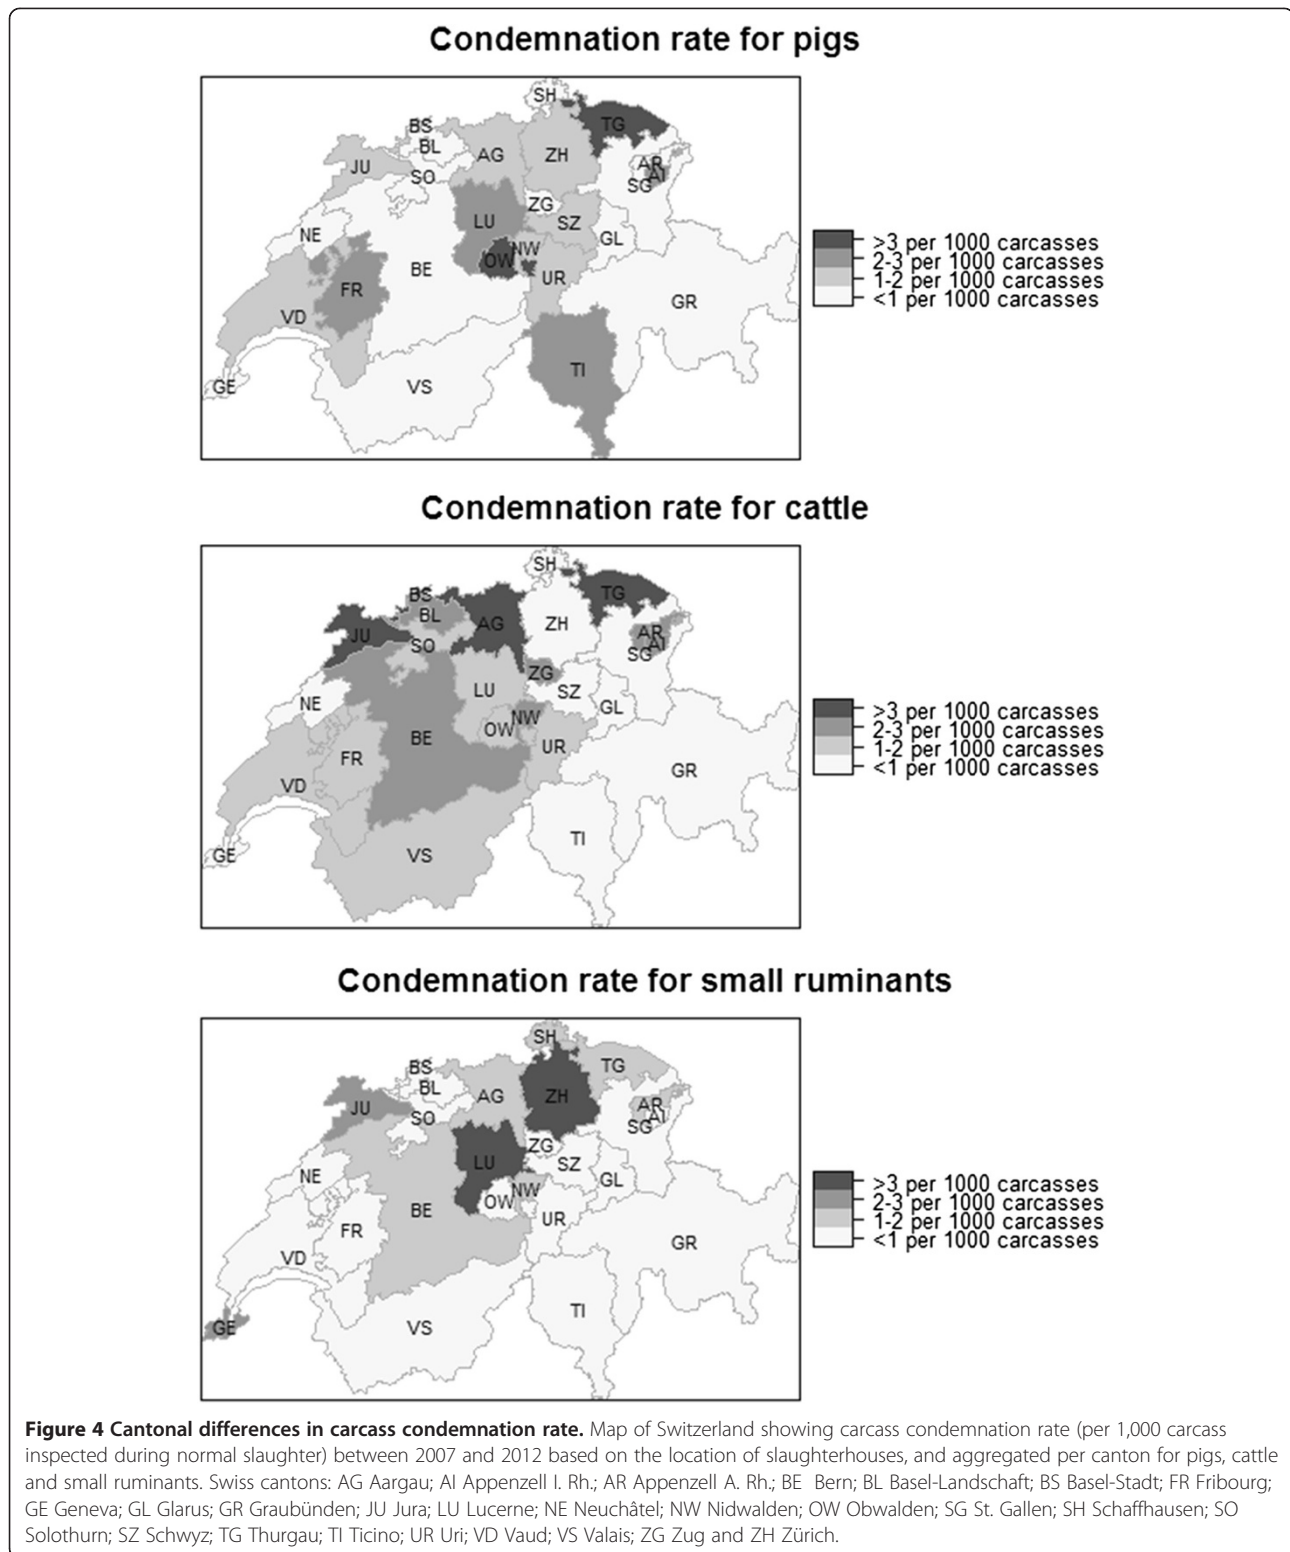 Condemnation rate for pigs
SH
BS
TG
BL
AG
ZH
JU
AR
SO
AI
SG
ZG
LU
SZ
NE
GL
NW
OW
BE
UR
FR
GR
VD
TI
GE
VS
>3 per 1000 carcasses
2-3 per 1000 carcasses
1-2 per 1000 carcasses
<1 per 1000 carcasses
Condemnation rate for cattle
SH
BS
TG
BL
AG
ZH
JU
AR
SO
AI
SG
ZG
LU
SZ
NE
GL
NW
OW
BE
UR
FR
GR
VD
TI
GE
VS
>3 per 1000 carcasses
2-3 per 1000 carcasses
1-2 per 1000 carcasses
<1 per 1000 carcasses
Condemnation rate for small ruminants
SH
BS
TG
BL
AG
ZH
JU
AR
SO
AI
SG
ZG
LU
SZ
NE
GL
NW
OW
BE
UR
FR
GR
VD
TI
GE
VS
>3 per 1000 carcasses
2-3 per 1000 carcasses
1-2 per 1000 carcasses
<1 per 1000 carcasses
Figure 4 Cantonal differences in carcass condemnation rate. Map of Switzerland showing carcass condemnation rate (per 1,000 carcass
inspected during normal slaughter) between 2007 and 2012 based on the location of slaughterhouses, and aggregated per canton for pigs, cattle
and small ruminants. Swiss cantons: AG Aargau; AI Appenzell I. Rh.; AR Appenzell A. Rh.; BE Bern; BL Basel-Landschaft; BS Basel-Stadt; FR Fribourg;
GE Geneva; GL Glarus; GR Graubünden; JU Jura; LU Lucerne; NE Neuchâtel; NW Nidwalden; OW Obwalden; SG St. Gallen; SH Schaffhausen; SO
Solothurn; SZ Schwyz; TG Thurgau; TI Ticino; UR Uri; VD Vaud; VS Valais; ZG Zug and ZH Zürich.